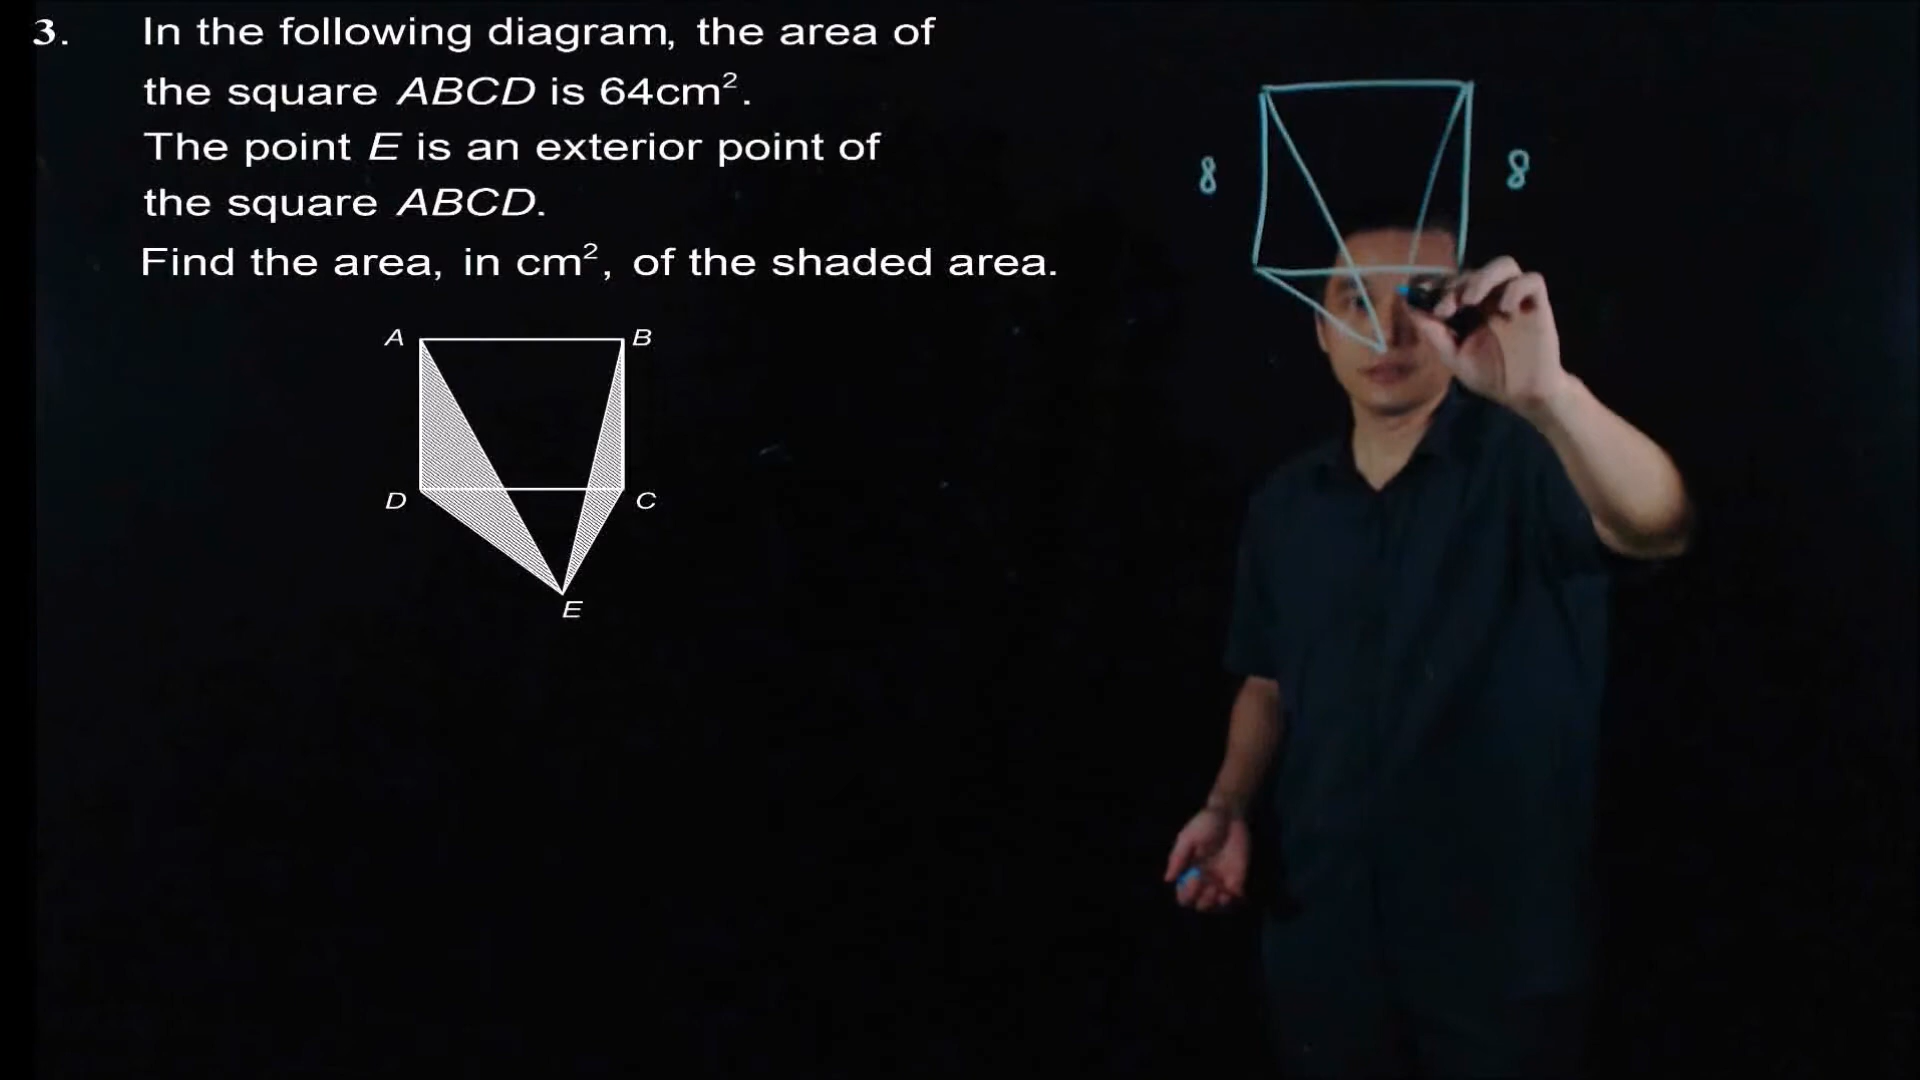 3. In the following diagram, the area of
the square ABCD is 64cm².
The point E is an exterior point of
the square ABCD.
Find the area, in cm², of the shaded area.
A B
D C
E
8 8